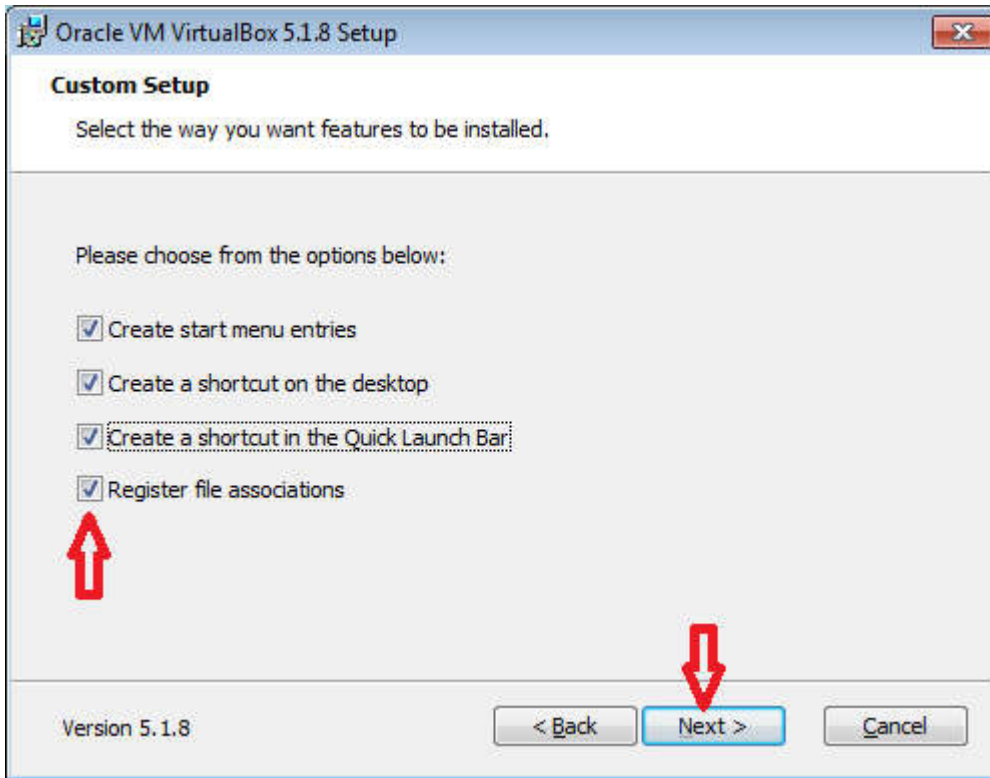 Oracle VM VirtualBox 5.1.8 Setup
Custom Setup
Select the way you want features to be installed.
Please choose from the options below:
Create start menu entries
Create a shortcut on the desktop
Create a shortcut in the Quick Launch Bar
Register file associations
Version 5.1.8
< Back
Next >
Cancel